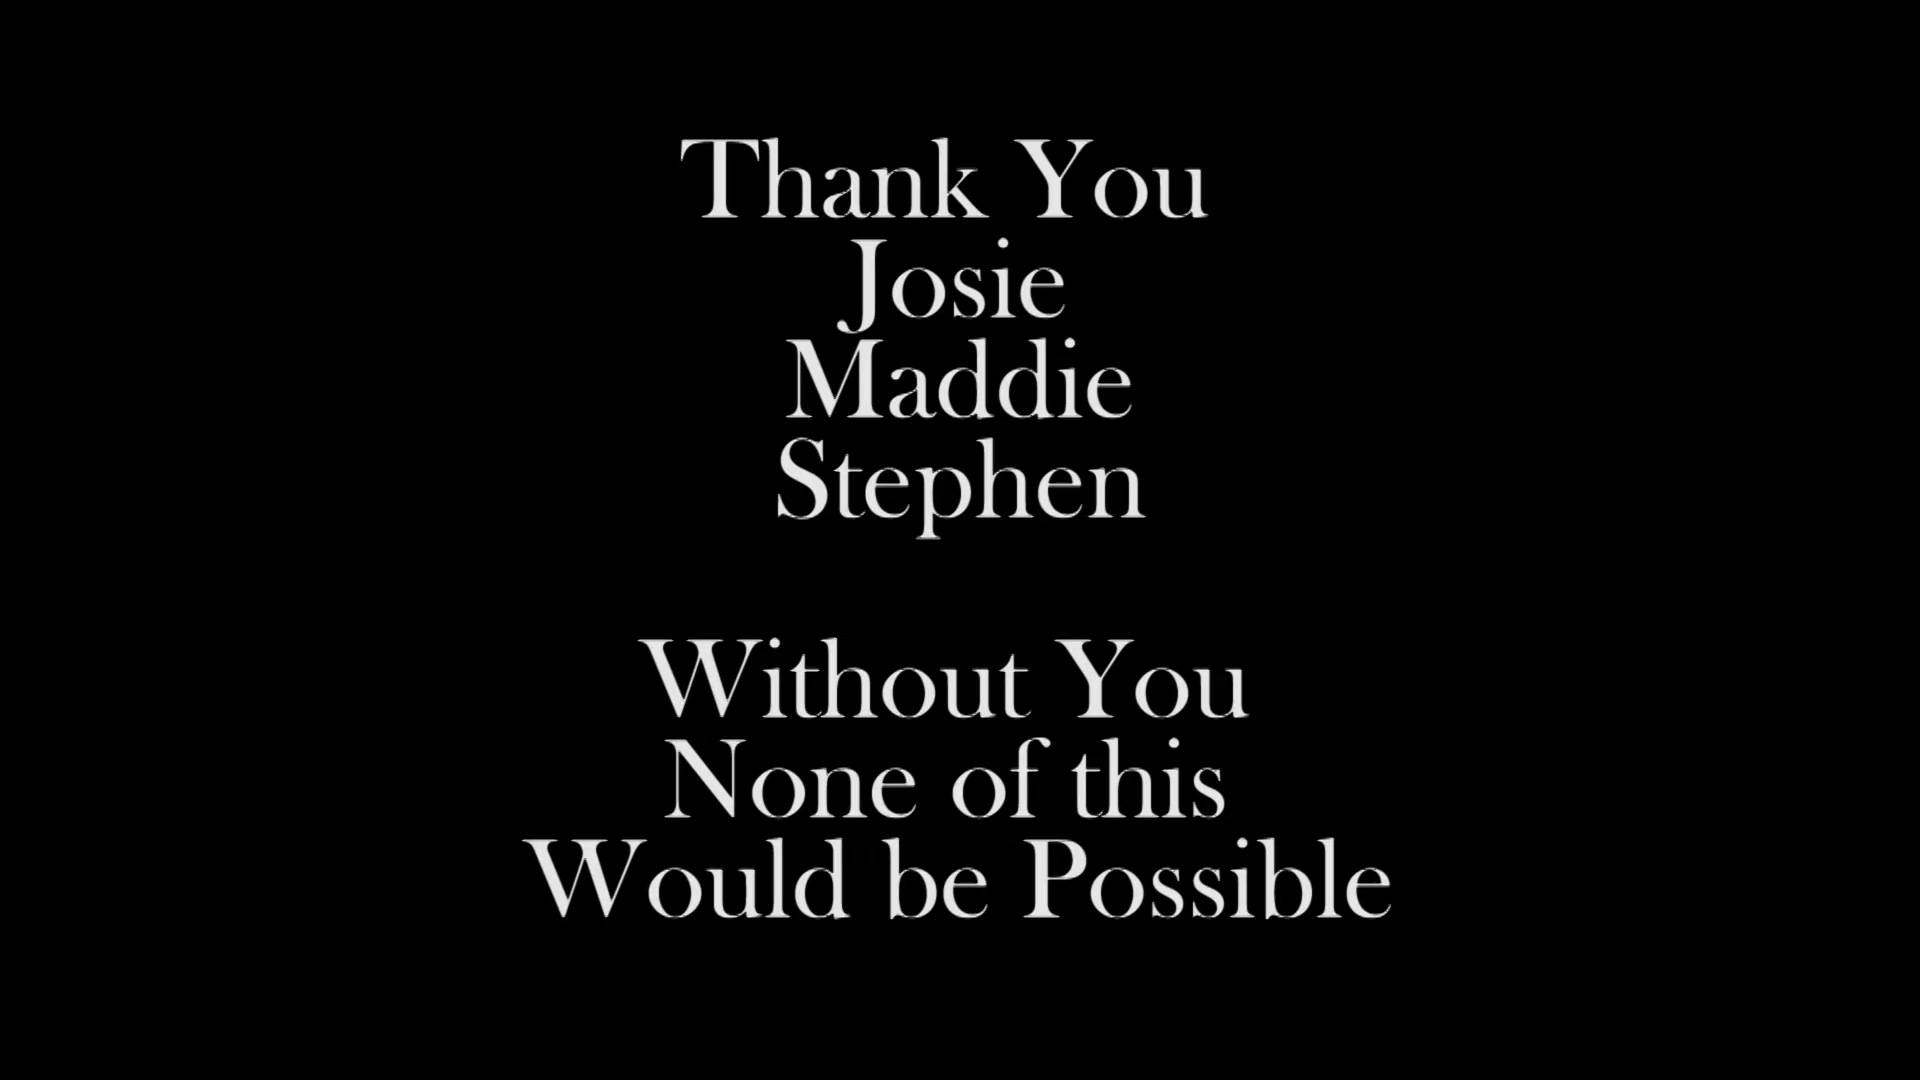 Thank You
Josie
Maddie
Stephen
Without You
None of this
Would be Possible